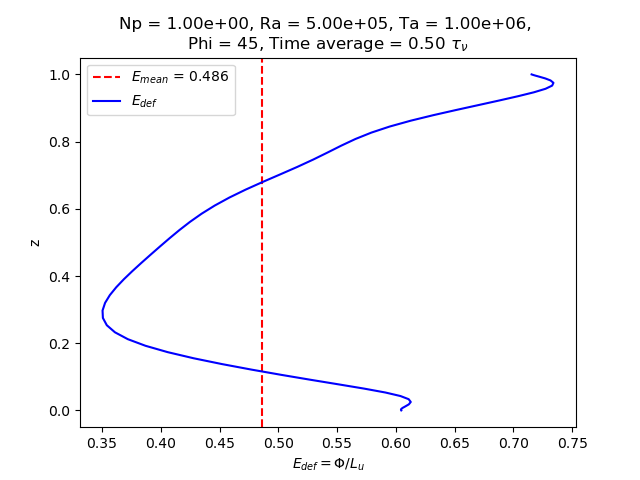 Np = 1.00e+00, Ra = 5.00e+05, Ta = 1.00e+06,
Phi = 45, Time average = 0.50 τ_ν
E_mean = 0.486
E_def
1.0
0.8
0.6
0.4
0.2
0.0
z
0.35 0.40 0.45 0.50 0.55 0.60 0.65 0.70 0.75
E_def = Φ/L_u